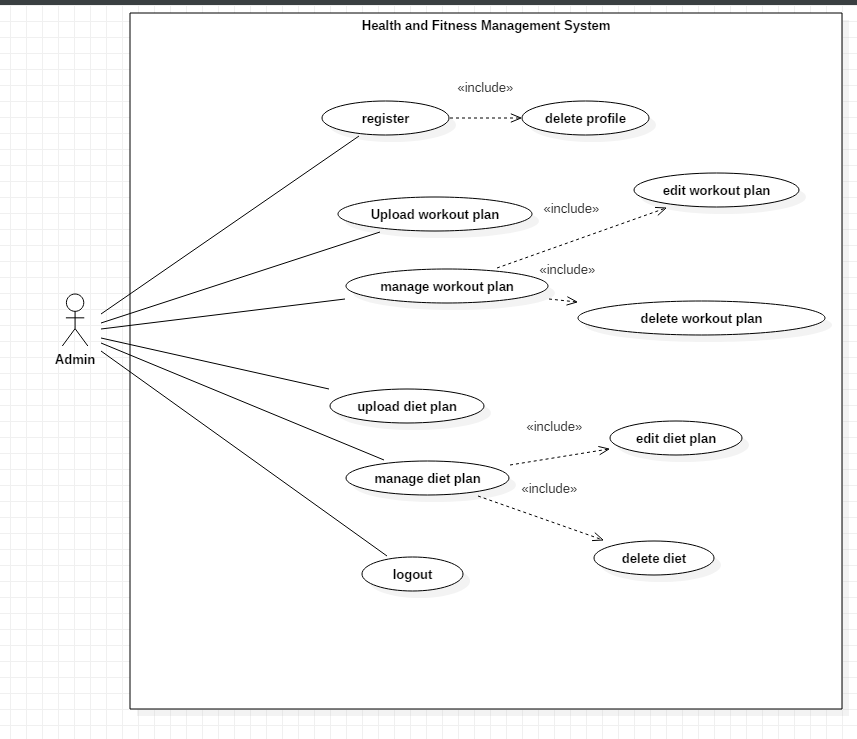 Health and Fitness Management System
«include»
register
delete profile
edit workout plan
Upload workout plan
«include»
«include»
manage workout plan
delete workout plan
Admin
upload diet plan
«include»
edit diet plan
manage diet plan
«include»
delete diet
logout